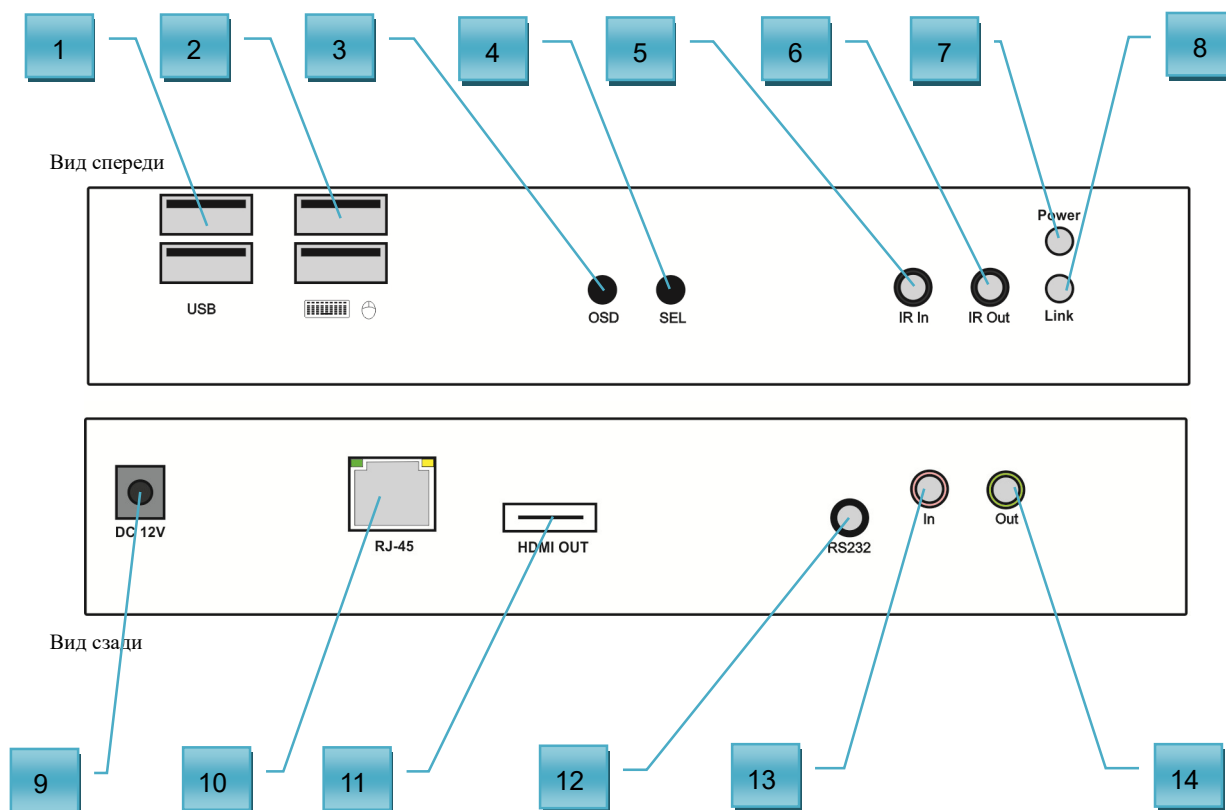 1 2 3 4 5 6 7 8
Вид спереди
Power
USB
OSD SEL IR In IR Out Link
DC 12V RJ-45 HDMI OUT RS232 In Out
Вид сзади
9 10 11 12 13 14